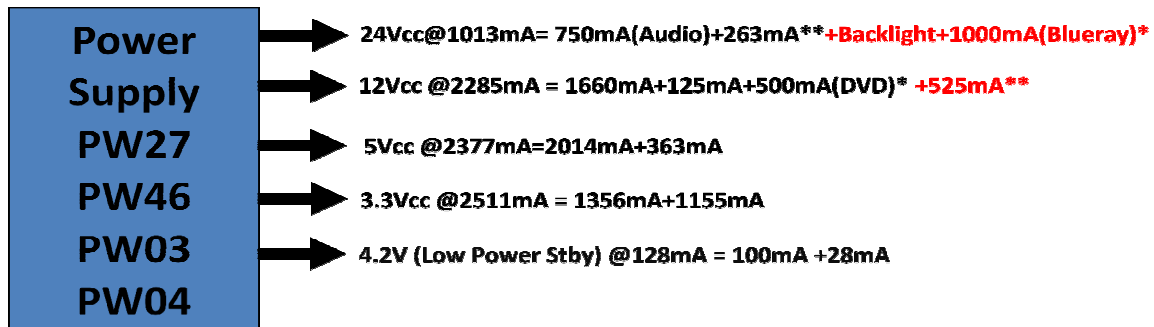 Power
Supply
PW27
PW46
PW03
PW04
24Vcc@1013mA= 750mA(Audio)+263mA**+Backlight+1000mA(Blueray)*
12Vcc @2285mA = 1660mA+125mA+500mA(DVD)* +525mA**
5Vcc @2377mA=2014mA+363mA
3.3Vcc @2511mA = 1356mA+1155mA
4.2V (Low Power Stby) @128mA = 100mA +28mA